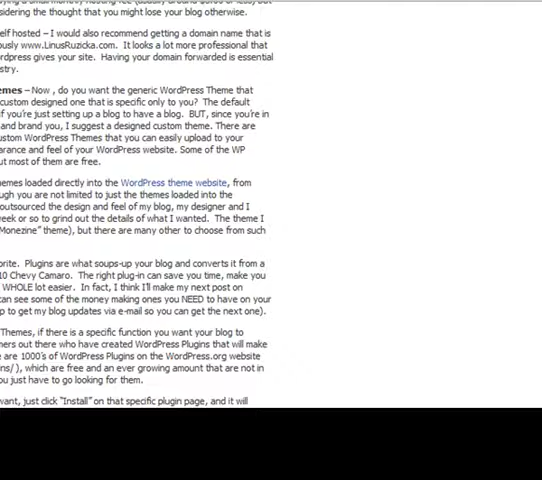 sidering the thought that you might lose your blog otherwise.
elf hosted – I would also recommend getting a domain name that is
ously www.LinusRuzicka.com. It looks a lot more professional that
rdpress gives your site. Having your domain forwarded is essential
stry.
emes – Now , do you want the generic WordPress Theme that
custom designed one that is specific only to you? The default
if you're just setting up a blog to have a blog. BUT, since you're in
and brand you, I suggest a designed custom theme. There are
ustom WordPress Themes that you can easily upload to your
arance and feel of your WordPress website. Some of the WP
ut most of them are free.
hemes loaded directly into the WordPress theme website, from
ugh you are not limited to just the themes loaded into the
outsourced the design and feel of my blog, my designer and I
week or so to grind out the details of what I wanted. The theme I
Monezine" theme), but there are many other to choose from such
orite. Plugins are what soups-up your blog and converts it from a
10 Chevy Camaro. The right plug-in can save you time, make you
WHOLE lot easier. In fact, I think I'll make my next post on
can see some of the money making ones you NEED to have on your
p to get my blog updates via e-mail so you can get the next one).
Themes, if there is a specific function you want your blog to
mers out there who have created WordPress Plugins that will make
e are 1000's of WordPress Plugins on the WordPress.org website
ins/ ), which are free and an ever growing amount that are not in
ou just have to go looking for them.
want, just click "Install" on that specific plugin page, and it will